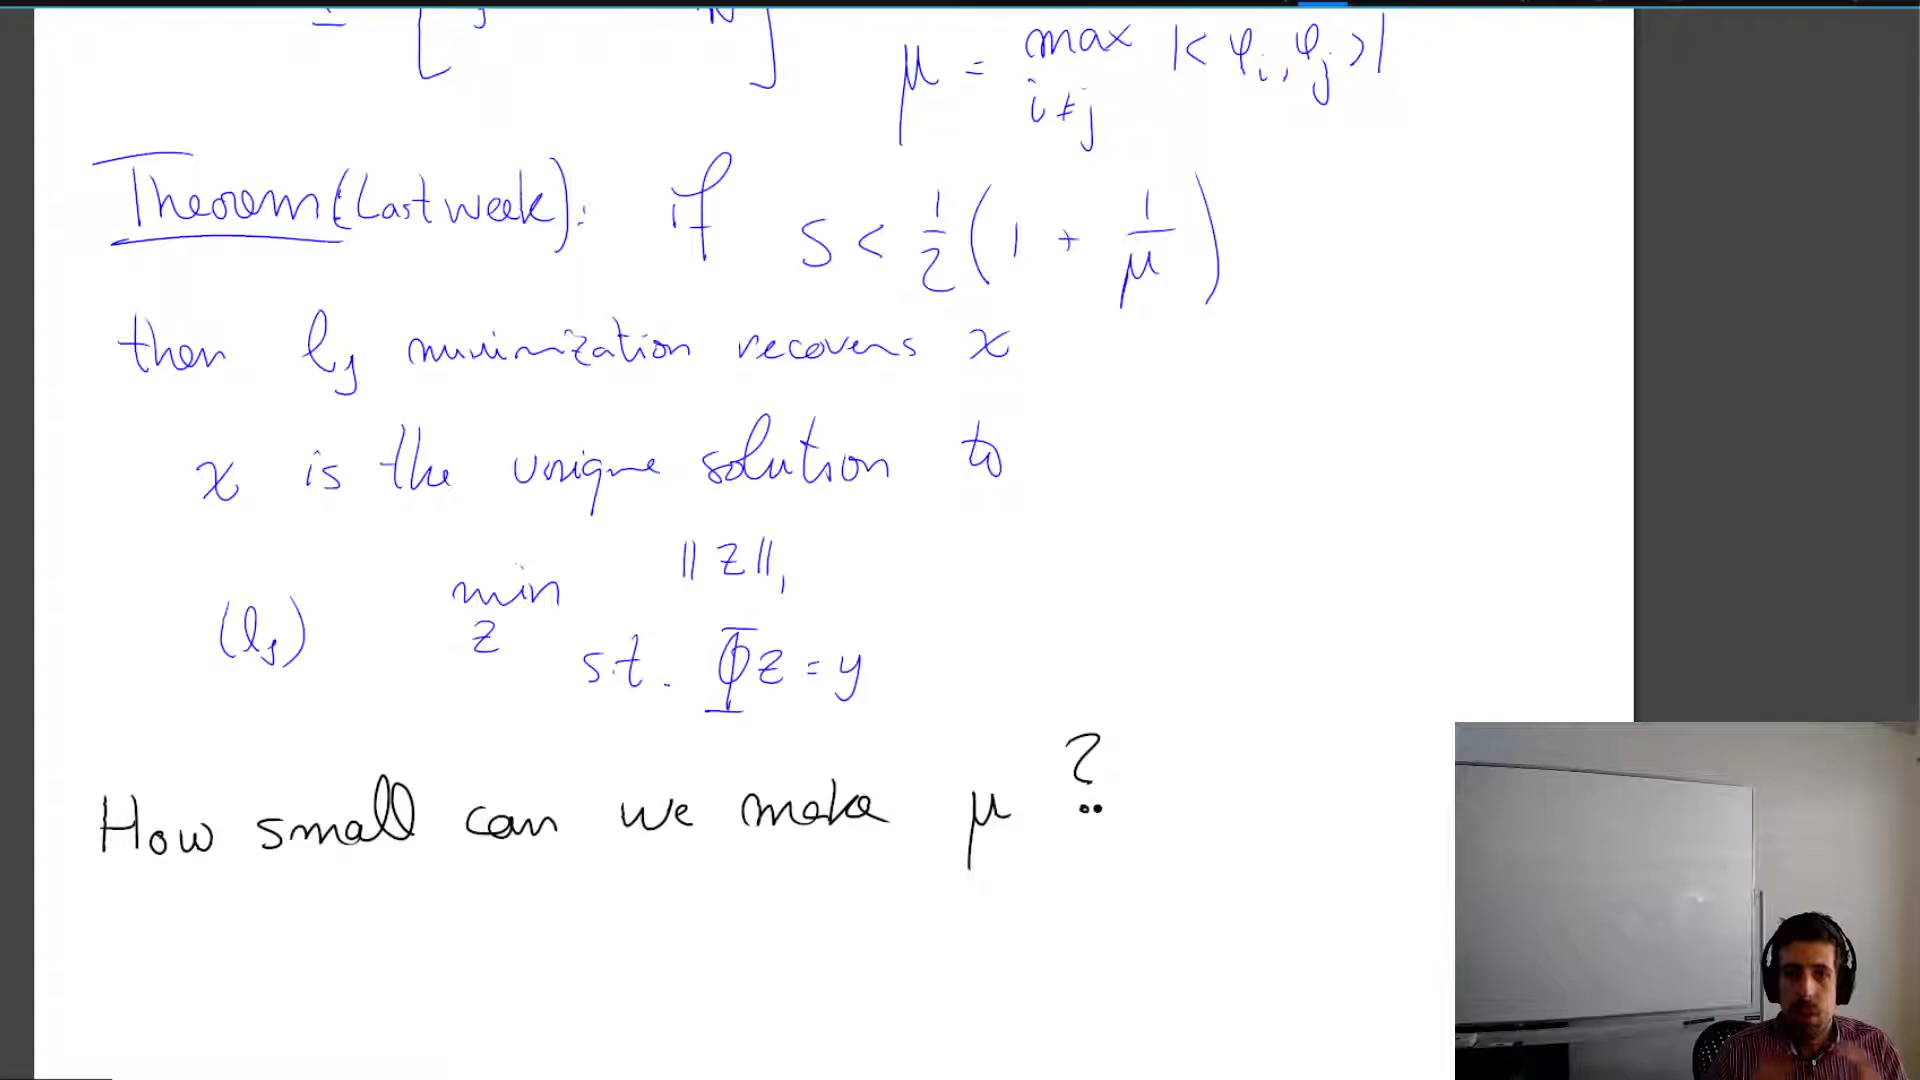 μ = max |< φ_i , φ_j >|
i ≠ j
Theorem (Last week): if s < 1/2 ( 1 + 1/μ )
then l_1 minimization recovers x
x is the unique solution to
(l_1) min_z ‖z‖_1
s.t. Φz = y
How small can we make μ ?